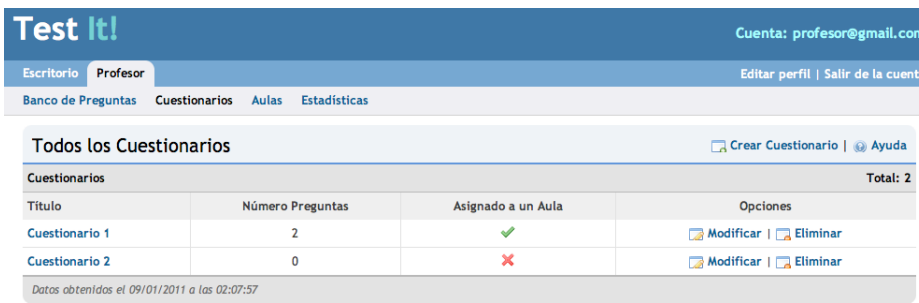 Test It!
Cuenta: profesor@gmail.com
Escritorio Profesor Editar perfil | Salir de la cuent
Banco de Preguntas Cuestionarios Aulas Estadísticas
Todos los Cuestionarios Crear Cuestionario | Ayuda
Cuestionarios Total: 2
Título Número Preguntas Asignado a un Aula Opciones
Cuestionario 1 2 Modificar | Eliminar
Cuestionario 2 0 Modificar | Eliminar
Datos obtenidos el 09/01/2011 a las 02:07:57